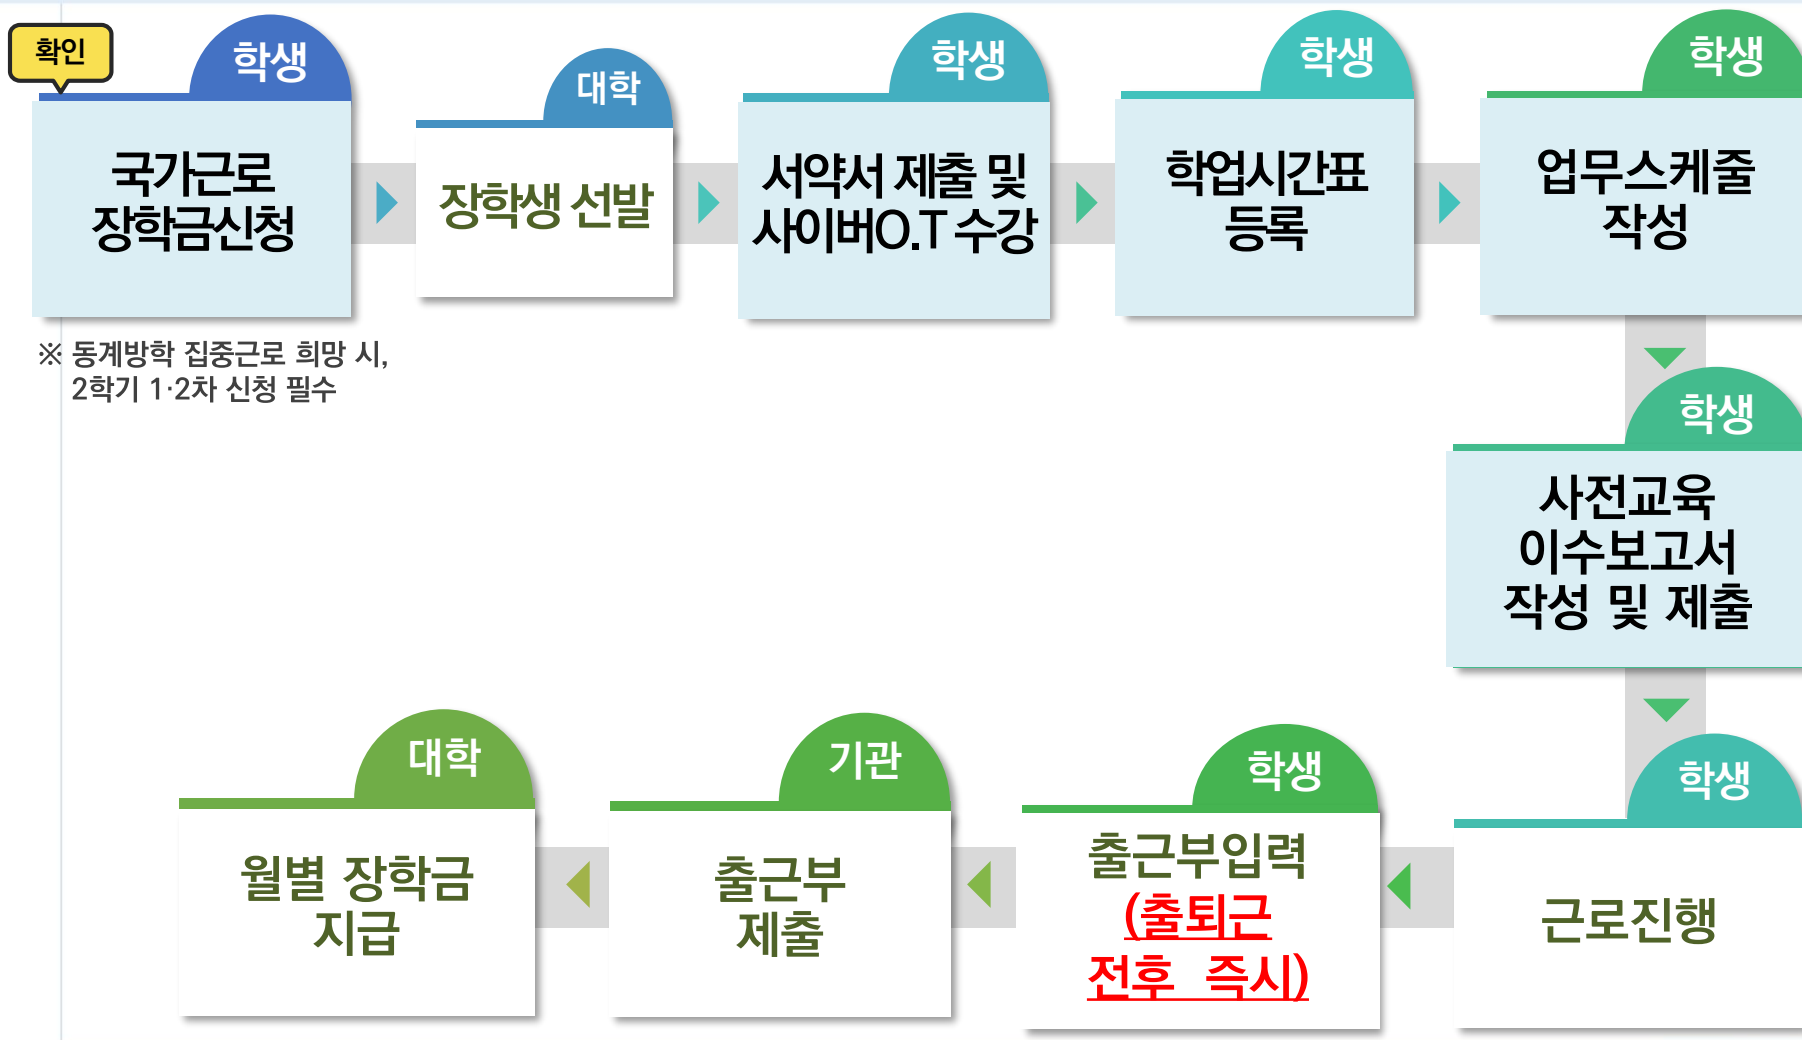 확인
학생
국가근로
장학금신청
※ 동계방학 집중근로 희망 시,
2학기 1·2차 신청 필수
대학
장학생 선발
학생
서약서 제출 및
사이버O.T 수강
학생
학업시간표
등록
학생
업무스케줄
작성
학생
사전교육
이수보고서
작성 및 제출
학생
근로진행
학생
출근부입력
(출퇴근
전후 즉시)
기관
출근부
제출
대학
월별 장학금
지급